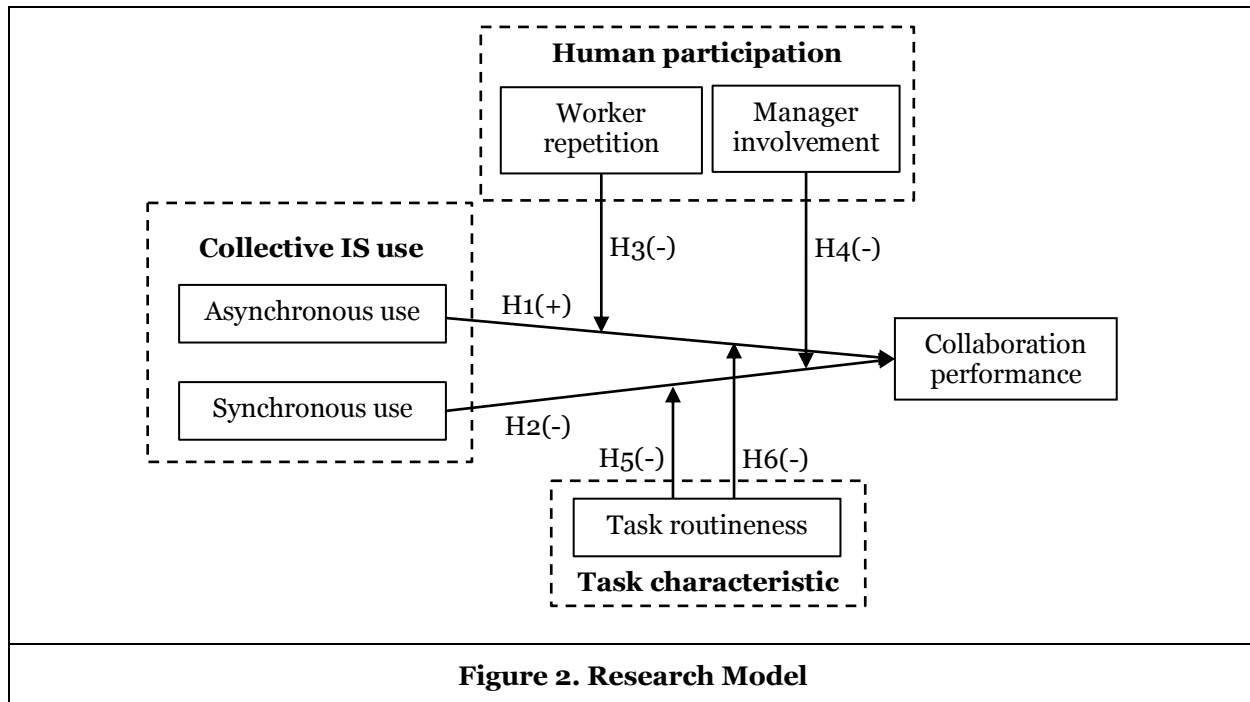 Human participation
Worker
repetition
Manager
involvement
Collective IS use
H3(-)
H4(-)
Asynchronous use
H1(+)
Collaboration
performance
Synchronous use
H2(-)
H5(-)
H6(-)
Task routineness
Task characteristic
Figure 2. Research Model